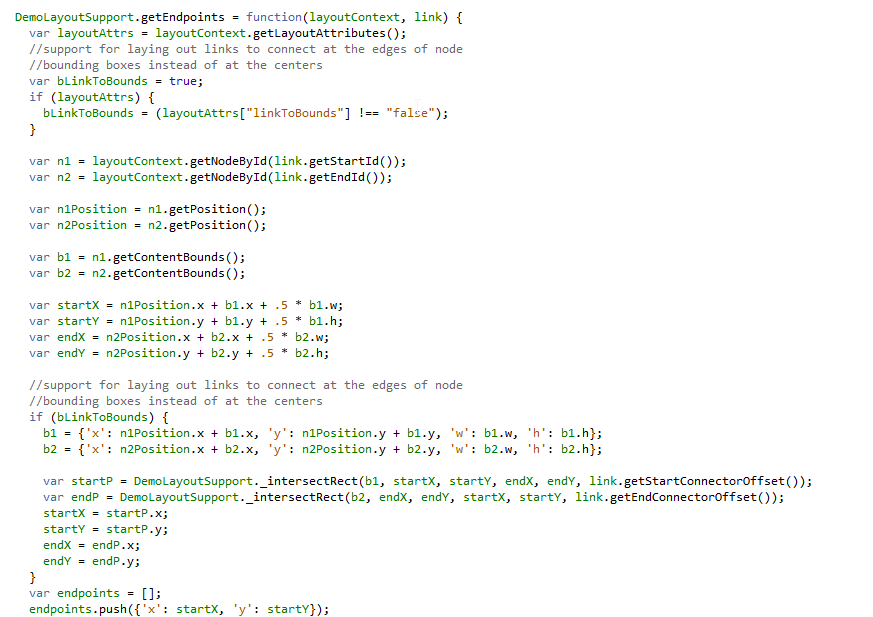 DemoLayoutSupport.getEndpoints = function(layoutContext, link) {
  var layoutAttrs = layoutContext.getLayoutAttributes();
  //support for laying out links to connect at the edges of node
  //bounding boxes instead of at the centers
  var bLinkToBounds = true;
  if (layoutAttrs) {
    bLinkToBounds = (layoutAttrs["linkToBounds"] !== "false");
  }

  var n1 = layoutContext.getNodeById(link.getStartId());
  var n2 = layoutContext.getNodeById(link.getEndId());

  var n1Position = n1.getPosition();
  var n2Position = n2.getPosition();

  var b1 = n1.getContentBounds();
  var b2 = n2.getContentBounds();

  var startX = n1Position.x + b1.x + .5 * b1.w;
  var startY = n1Position.y + b1.y + .5 * b1.h;
  var endX = n2Position.x + b2.x + .5 * b2.w;
  var endY = n2Position.y + b2.y + .5 * b2.h;

  //support for laying out links to connect at the edges of node
  //bounding boxes instead of at the centers
  if (bLinkToBounds) {
    b1 = {'x': n1Position.x + b1.x, 'y': n1Position.y + b1.y, 'w': b1.w, 'h': b1.h};
    b2 = {'x': n2Position.x + b2.x, 'y': n2Position.y + b2.y, 'w': b2.w, 'h': b2.h};

    var startP = DemoLayoutSupport._intersectRect(b1, startX, startY, endX, endY, link.getStartConnectorOffset());
    var endP = DemoLayoutSupport._intersectRect(b2, endX, endY, startX, startY, link.getEndConnectorOffset());
    startX = startP.x;
    startY = startP.y;
    endX = endP.x;
    endY = endP.y;
  }
  var endpoints = [];
  endpoints.push({'x': startX, 'y': startY});